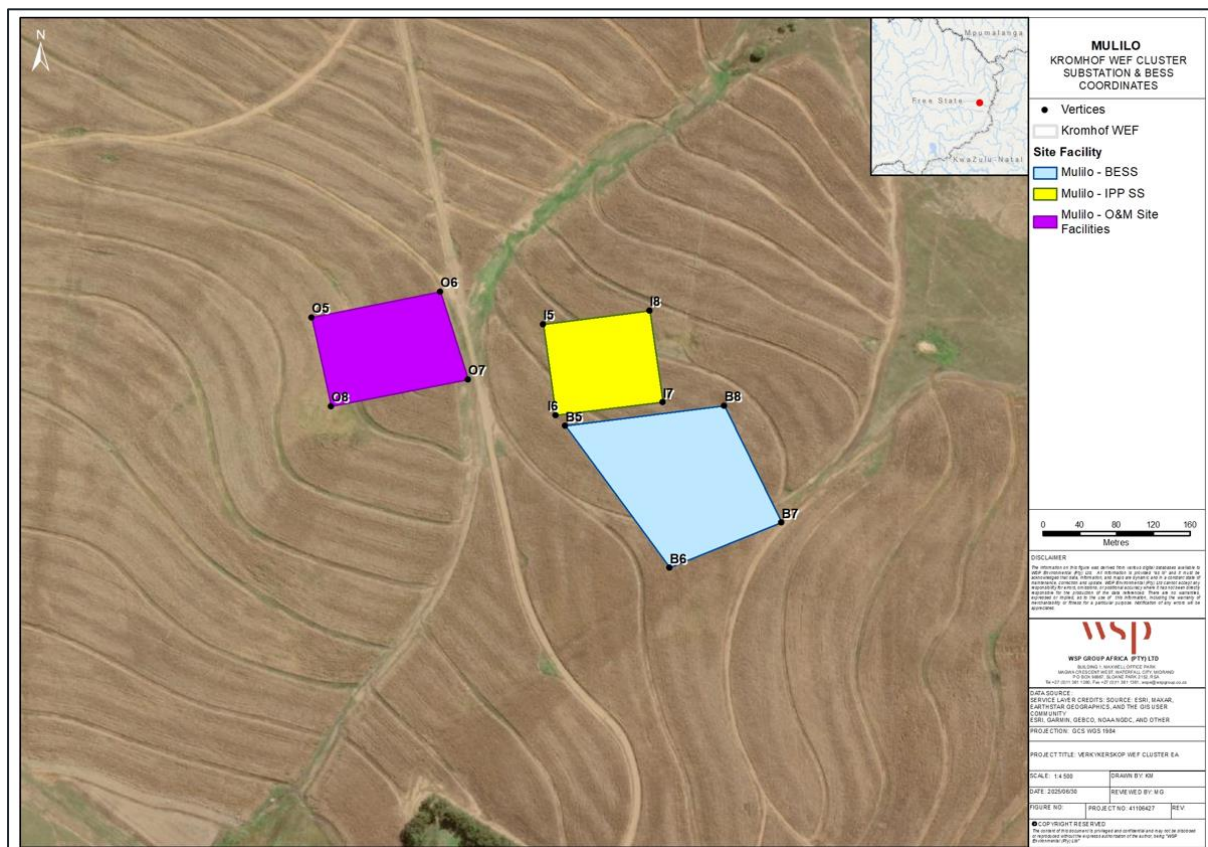 N
Mpumalanga
Free State
KwaZulu-Natal
O5
O6
O7
O8
I5
I8
I6
I7
B5
B8
B7
B6
MULILO
KROMHOF WEF CLUSTER
SUBSTATION & BESS
COORDINATES
Vertices
Kromhof WEF
Site Facility
Mulilo - BESS
Mulilo - IPP SS
Mulilo - O&M Site
Facilities
0 40 80 120 160
Metres
DISCLAIMER
wsp
WSP GROUP AFRICA (PTY) LTD
DATA SOURCE:
SERVICE LAYER CREDITS: SOURCE: ESRI, MAXAR,
EARTHSTAR GEOGRAPHICS, AND THE GIS USER
COMMUNITY
ESRI, GARMIN, GEBCO, NOAA NGDC, AND OTHER
PROJECTION: GCS WGS 1984
PROJECT TITLE: VERKYKERSKOP WEF CLUSTER EA
SCALE: 1:4 500
DRAWN BY: KM
DATE: 2025/06/30
REVIEWED BY: MG
FIGURE NO:
PROJECT NO: 41106427
REV:
COPYRIGHT RESERVED